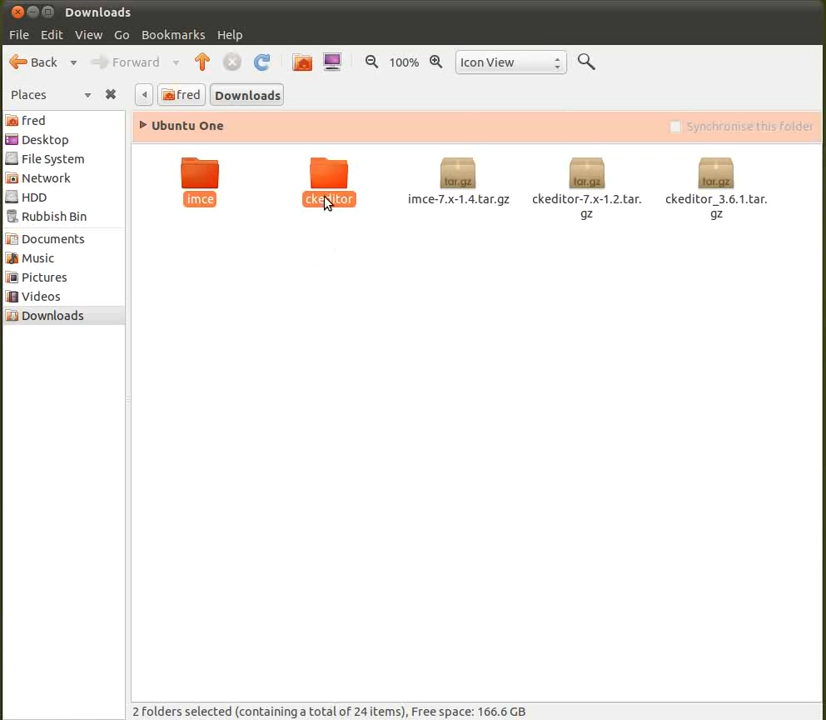 Downloads
File Edit View Go Bookmarks Help
Back Forward 100% Icon View
Places fred Downloads
fred
Desktop
File System
Network
HDD
Rubbish Bin
Documents
Music
Pictures
Videos
Downloads
Ubuntu One Synchronise this folder
tar.gz tar.gz tar.gz
imce ckeditor imce-7.x-1.4.tar.gz ckeditor-7.x-1.2.tar. ckeditor_3.6.1.tar.
gz gz
2 folders selected (containing a total of 24 items), Free space: 166.6 GB